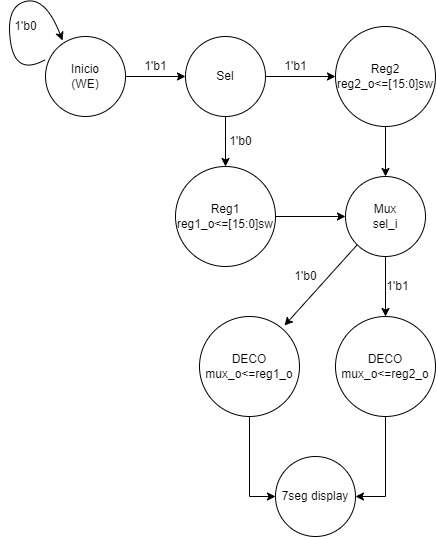 1'b0
Inicio
(WE)
1'b1
Sel
1'b1
Reg2
reg2_o<=[15:0]sw
1'b0
Reg1
reg1_o<=[15:0]sw
Mux
sel_i
1'b0
1'b1
DECO
mux_o<=reg1_o
DECO
mux_o<=reg2_o
7seg display